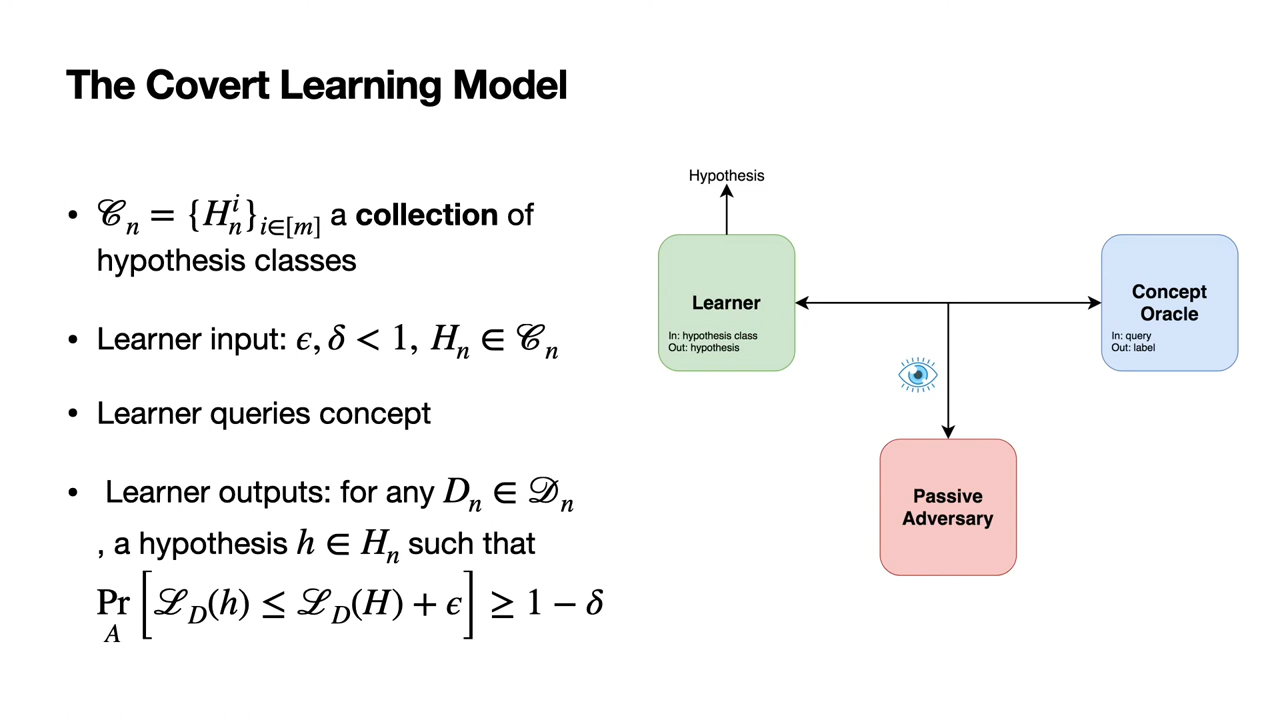 The Covert Learning Model
• 𝒞ₙ = {Hₙⁱ}ᵢ∈[m] a collection of
hypothesis classes
• Learner input: ϵ, δ < 1, Hₙ ∈ 𝒞ₙ
• Learner queries concept
• Learner outputs: for any Dₙ ∈ 𝒟ₙ
, a hypothesis h ∈ Hₙ such that
Pr [ℒ_D(h) ≤ ℒ_D(H) + ϵ] ≥ 1 − δ
A
Hypothesis
Learner
In: hypothesis class
Out: hypothesis
Concept
Oracle
In: query
Out: label
Passive
Adversary